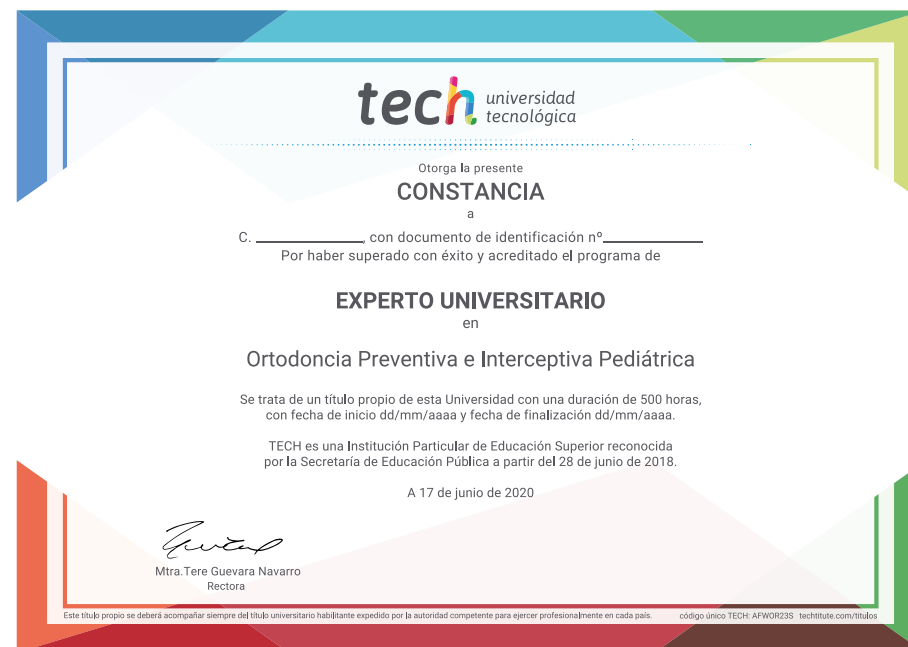 tech universidad
tecnológica
Otorga la presente
CONSTANCIA
a
C. ____________, con documento de identificación nº____________
Por haber superado con éxito y acreditado el programa de
EXPERTO UNIVERSITARIO
en
Ortodoncia Preventiva e Interceptiva Pediátrica
Se trata de un título propio de esta Universidad con una duración de 500 horas,
con fecha de inicio dd/mm/aaaa y fecha de finalización dd/mm/aaaa.
TECH es una Institución Particular de Educación Superior reconocida
por la Secretaría de Educación Pública a partir del 28 de junio de 2018.
A 17 de junio de 2020
Mtra.Tere Guevara Navarro
Rectora
Este título propio se deberá acompañar siempre del título universitario habilitante expedido por la autoridad competente para ejercer profesionalmente en cada país. código único TECH: AFWOR23S techtitute.com/titulos